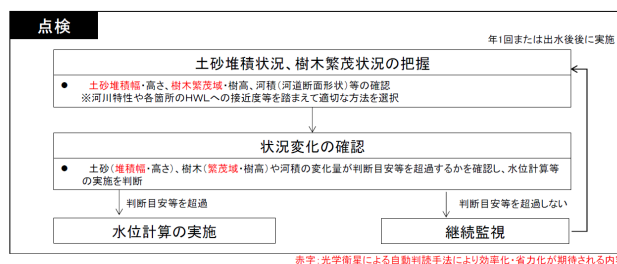 点検
年1回または出水後後に実施
土砂堆積状況、樹木繁茂状況の把握
● 土砂堆積幅・高さ、樹木繁茂域・樹高、河積(河道断面形状)等の確認
※河川特性や各箇所のHWLへの接近度等を踏まえて適切な方法を選択
状況変化の確認
● 土砂(堆積幅・高さ)、樹木(繁茂域・樹高)や河積の変化量が判断目安等を超過するかを確認し、水位計算等
の実施を判断
判断目安等を超過
判断目安等を超過しない
水位計算の実施
継続監視
赤字:光学衛星による自動判読手法により効率化・省力化が期待される内